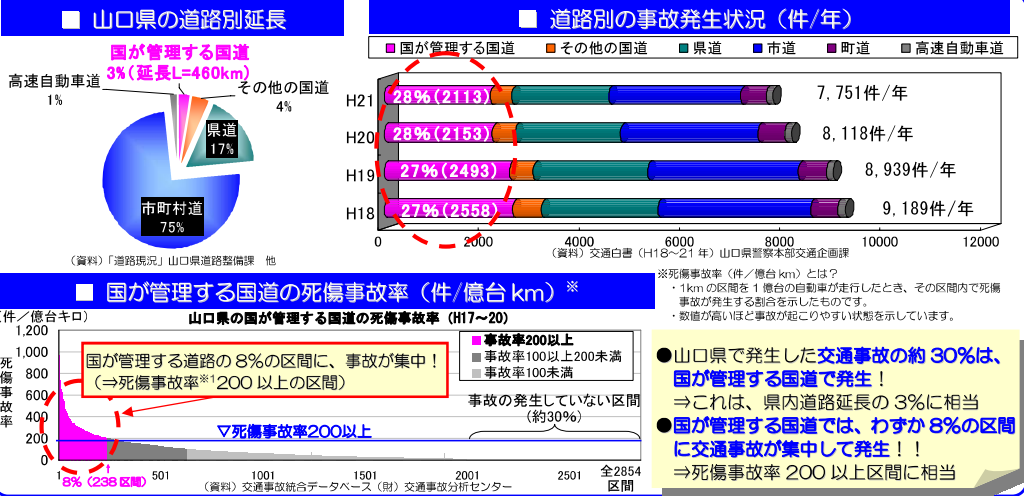 ■ 山口県の道路別延長
国が管理する国道
3%(延長L=460km)
高速自動車道
1%
その他の国道
4%
県道
17%
市町村道
75%
(資料)「道路現況」山口県道路整備課 他
■ 道路別の事故発生状況(件/年)
国が管理する国道 その他の国道 県道 市道 町道 高速自動車道
H21 28%(2113) 7,751件/年
H20 28%(2153) 8,118件/年
H19 27%(2493) 8,939件/年
H18 27%(2558) 9,189件/年
0 2000 4000 6000 8000 10000 12000
(資料)交通白書(H18~21年)山口県警察本部交通企画課
■ 国が管理する国道の死傷事故率(件/億台km)※
※死傷事故率(件/億台km)とは?
・1kmの区間を1億台の自動車が走行したとき、その区間内で死傷
事故が発生する割合を示したものです。
・数値が高いほど事故が起こりやすい状態を示しています。
(件/億台キロ)
山口県の国が管理する国道の死傷事故率(H17~20)
死傷事故率
1,200
1,000
800
600
400
200
0
事故率200以上
事故率100以上200未満
事故率100未満
国が管理する道路の8%の区間に、事故が集中!
(⇒死傷事故率※1200以上の区間)
事故の発生していない区間
(約30%)
▽死傷事故率200以上
1 501 1001 1501 2001 2501 全2854
区間
8%(238区間)
(資料)交通事故統合データベース(財)交通事故分析センター
●山口県で発生した交通事故の約30%は、
国が管理する国道で発生!
⇒これは、県内道路延長の3%に相当
●国が管理する国道では、わずか8%の区間
に交通事故が集中して発生!!
⇒死傷事故率200以上区間に相当